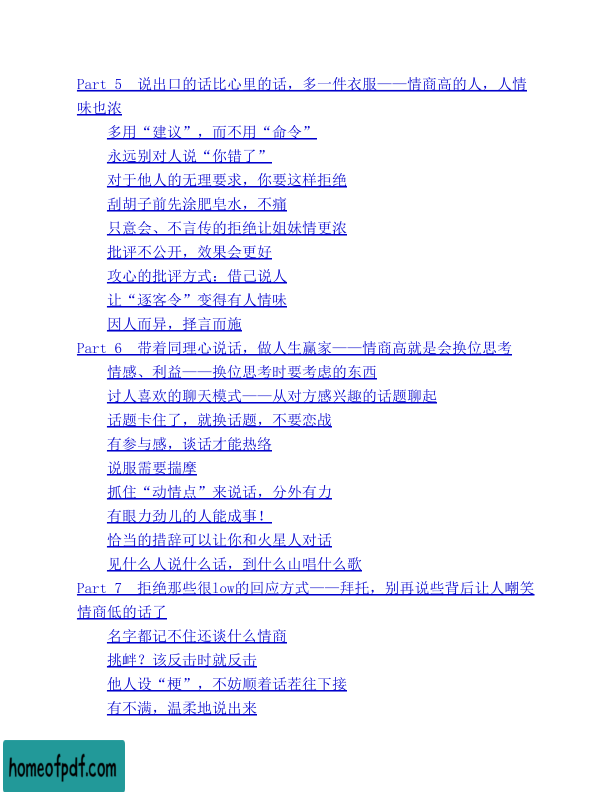 Part 5　说出口的话比心里的话，多一件衣服——情商高的人，人情
味也浓
多用“建议”，而不用“命令”
永远别对人说“你错了”
对于他人的无理要求，你要这样拒绝
刮胡子前先涂肥皂水，不痛
只意会、不言传的拒绝让姐妹情更浓
批评不公开，效果会更好
攻心的批评方式：借己说人
让“逐客令”变得有人情味
因人而异，择言而施
Part 6　带着同理心说话，做人生赢家——情商高就是会换位思考
情感、利益——换位思考时要考虑的东西
讨人喜欢的聊天模式——从对方感兴趣的话题聊起
话题卡住了，就换话题，不要恋战
有参与感，谈话才能热络
说服需要揣摩
抓住“动情点”来说话，分外有力
有眼力劲儿的人能成事！
恰当的措辞可以让你和火星人对话
见什么人说什么话，到什么山唱什么歌
Part 7　拒绝那些很low的回应方式——拜托，别再说些背后让人嘲笑
情商低的话了
名字都记不住还谈什么情商
挑衅？该反击时就反击
他人设“梗”，不妨顺着话茬往下接
有不满，温柔地说出来
homeofpdf.com